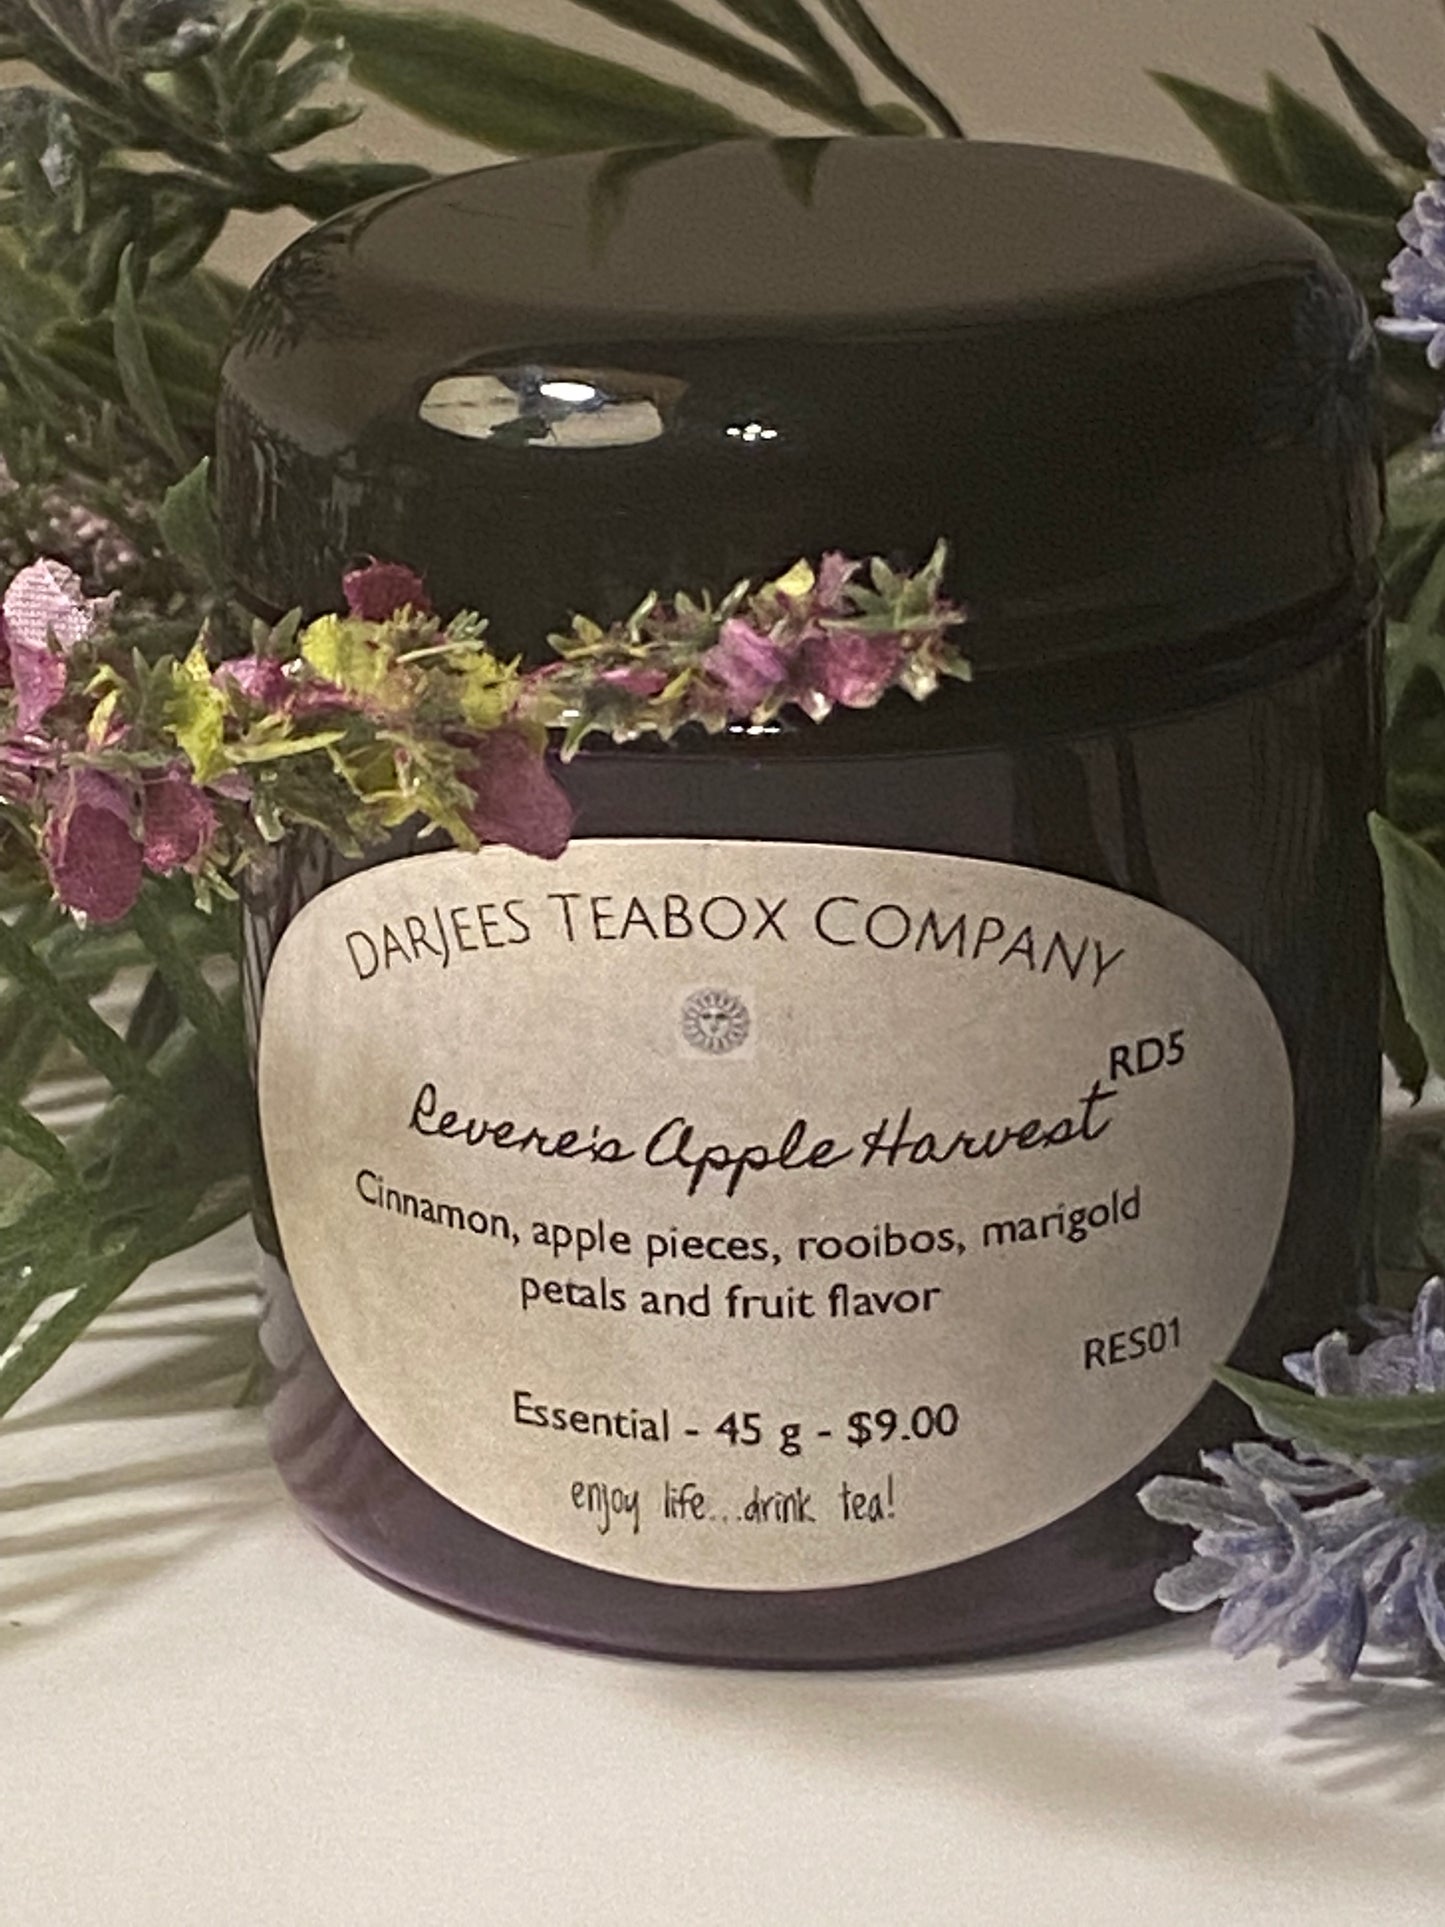 DARJEES TEABOX COMPANY
RD5
Revere's Apple Harvest
Cinnamon, apple pieces, rooibos, marigold
petals and fruit flavor
RES01
Essential - 45 g - $9.00
enjoy life...drink tea!